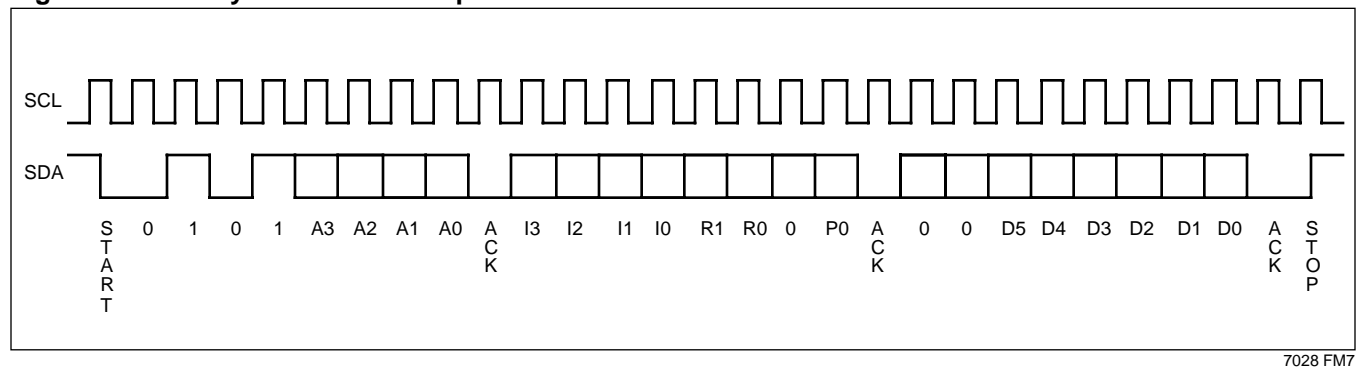 SCL
SDA
START 0 1 0 1 A3 A2 A1 A0 ACK I3 I2 I1 I0 R1 R0 0 P0 ACK 0 0 D5 D4 D3 D2 D1 D0 ACK STOP
7028 FM7